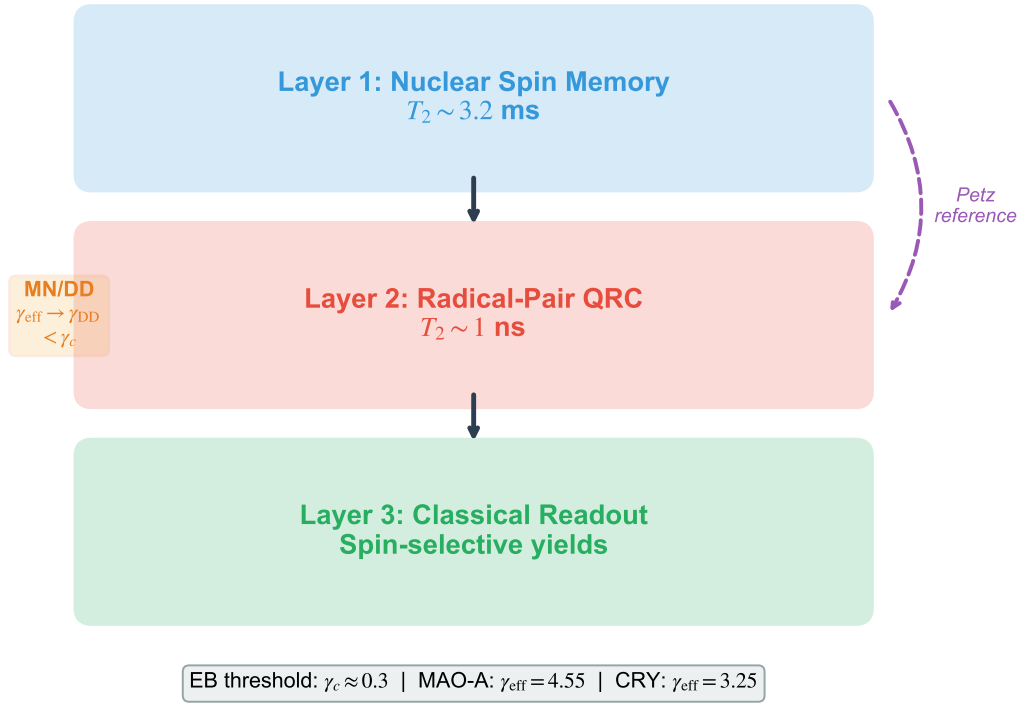 Layer 1: Nuclear Spin Memory
T₂ ~ 3.2 ms
Petz
reference
MN/DD
γ_eff → γ_DD
< γ_c
Layer 2: Radical-Pair QRC
T₂ ~ 1 ns
Layer 3: Classical Readout
Spin-selective yields
EB threshold: γ_c ≈ 0.3 | MAO-A: γ_eff = 4.55 | CRY: γ_eff = 3.25